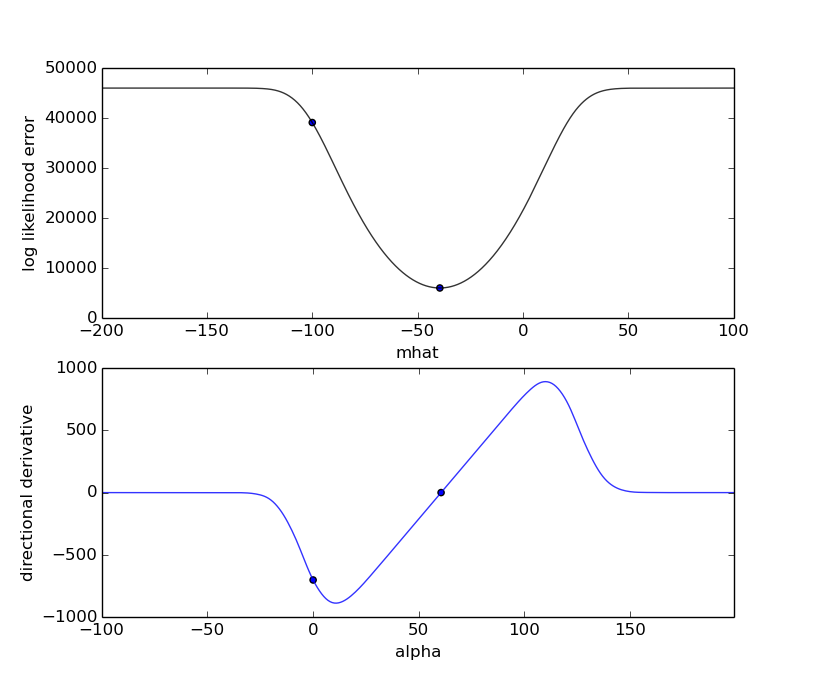 50000
40000
30000
20000
10000
0
log likelihood error
−200 −150 −100 −50 0 50 100
mhat
1000
500
0
−500
−1000
directional derivative
−100 −50 0 50 100 150
alpha